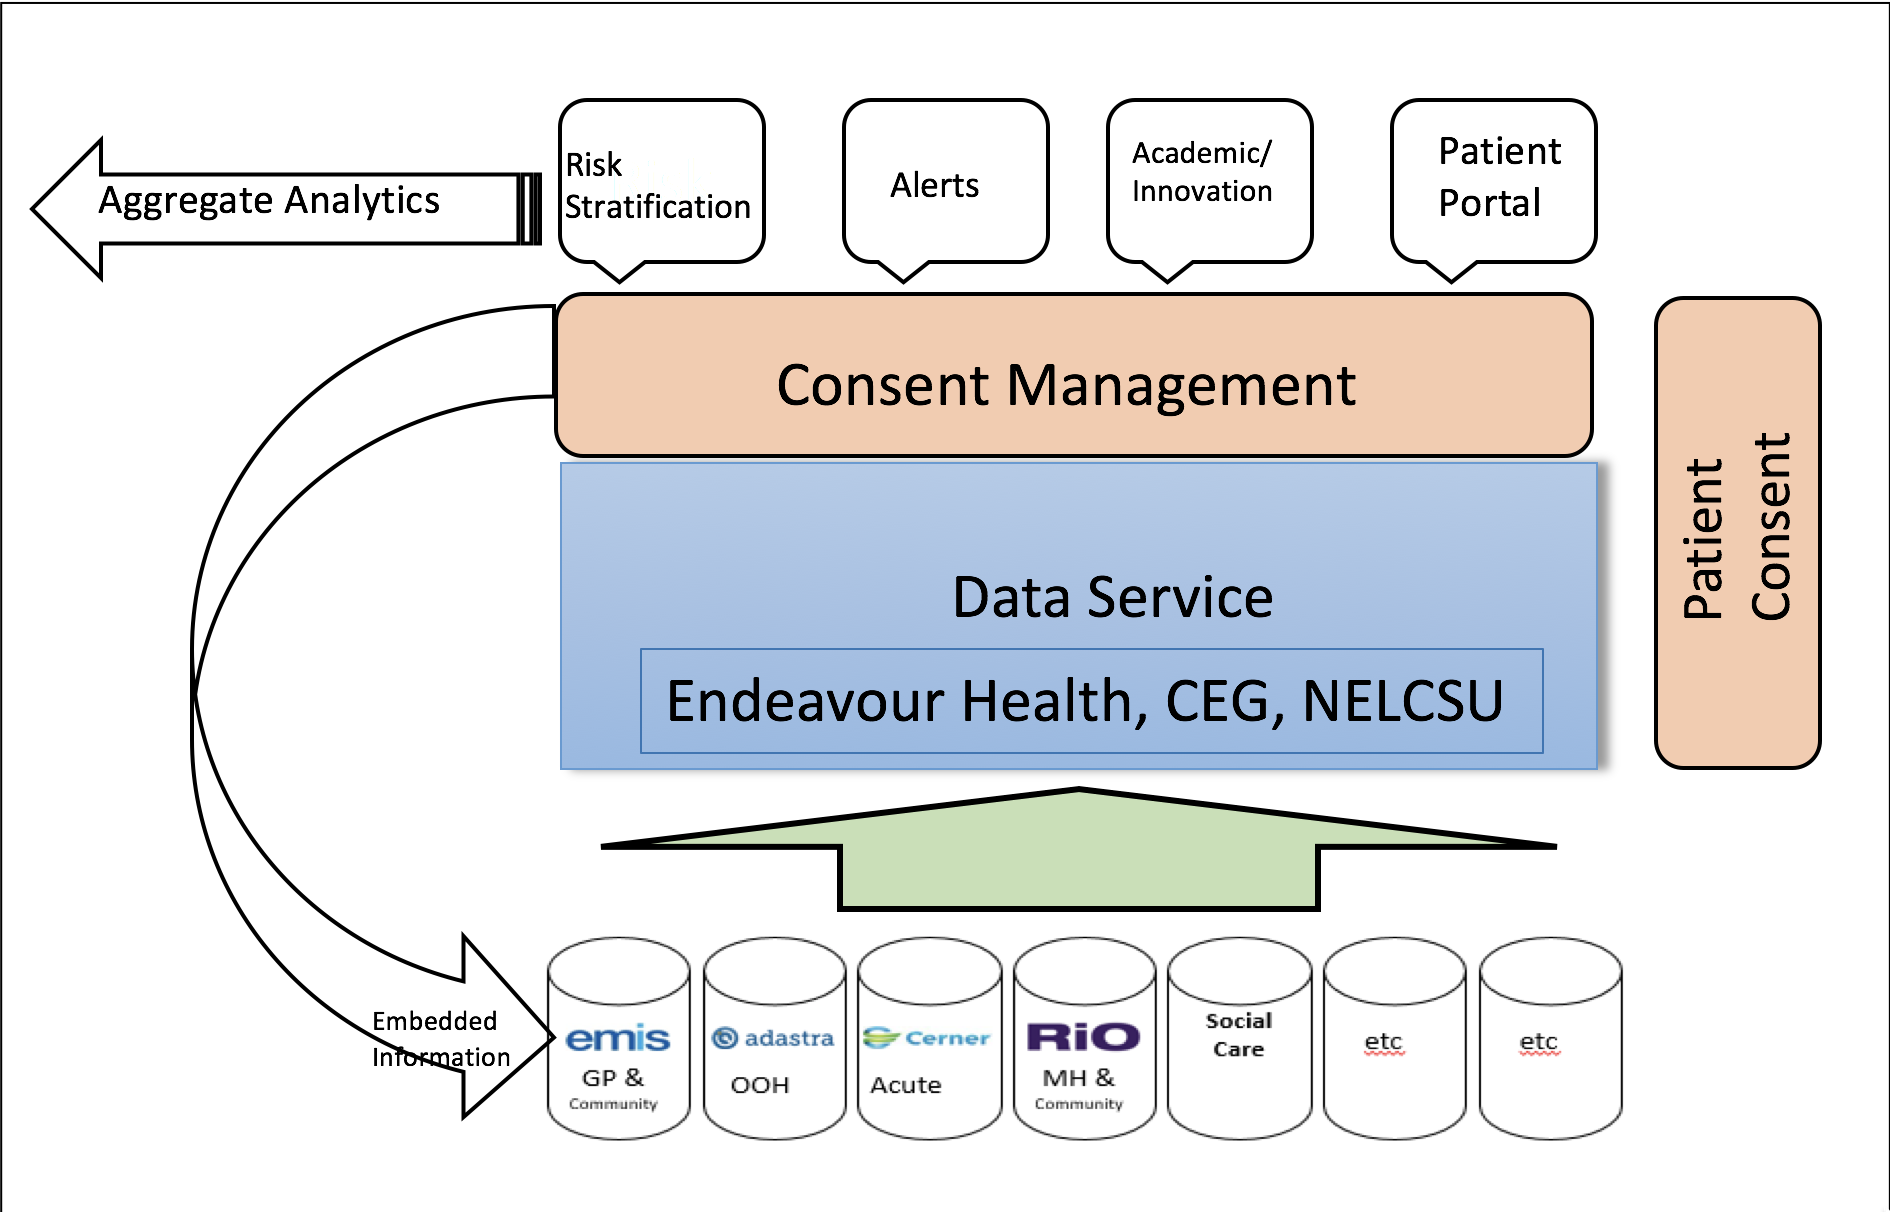 Aggregate Analytics
Risk
Stratification
Alerts
Academic/
Innovation
Patient
Portal
Consent Management
Patient
Consent
Data Service
Endeavour Health, CEG, NELCSU
Embedded
Information
emis
GP &
Community
adastra
OOH
Cerner
Acute
RiO
MH &
Community
Social
Care
etc
etc